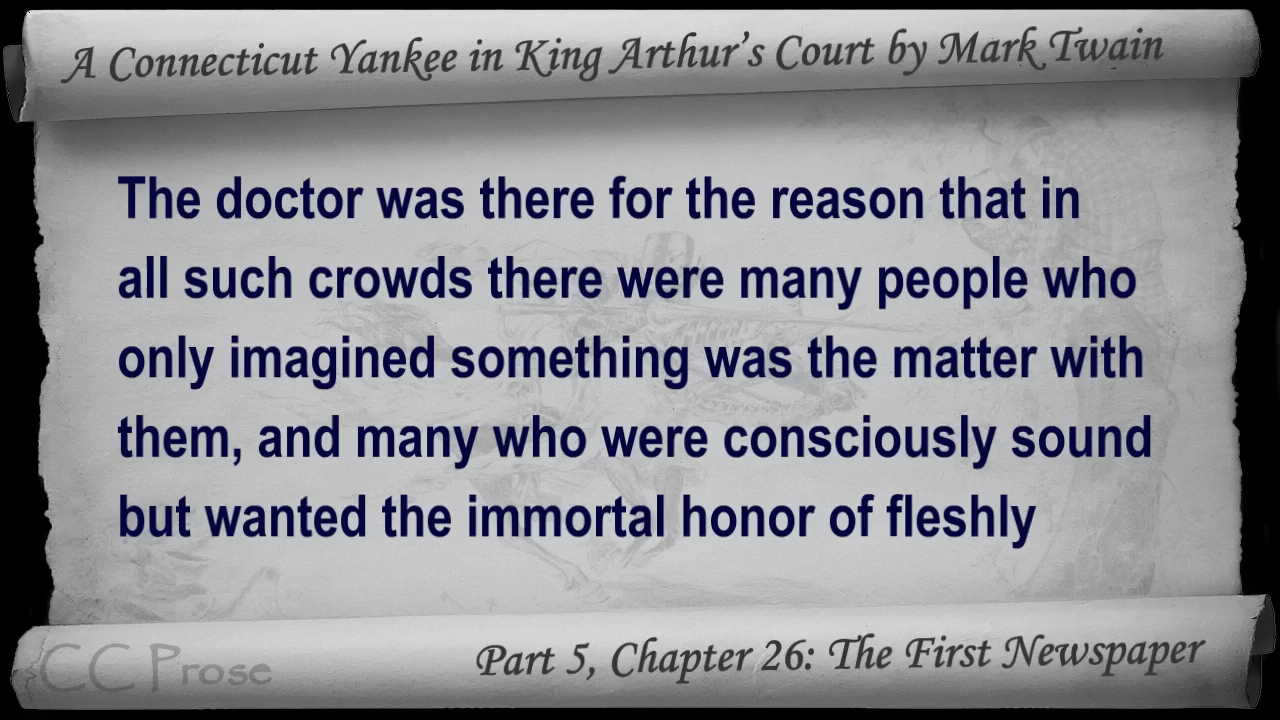 A Connecticut Yankee in King Arthur's Court by Mark Twain
The doctor was there for the reason that in
all such crowds there were many people who
only imagined something was the matter with
them, and many who were consciously sound
but wanted the immortal honor of fleshly
CC Prose
Part 5, Chapter 26: The First Newspaper